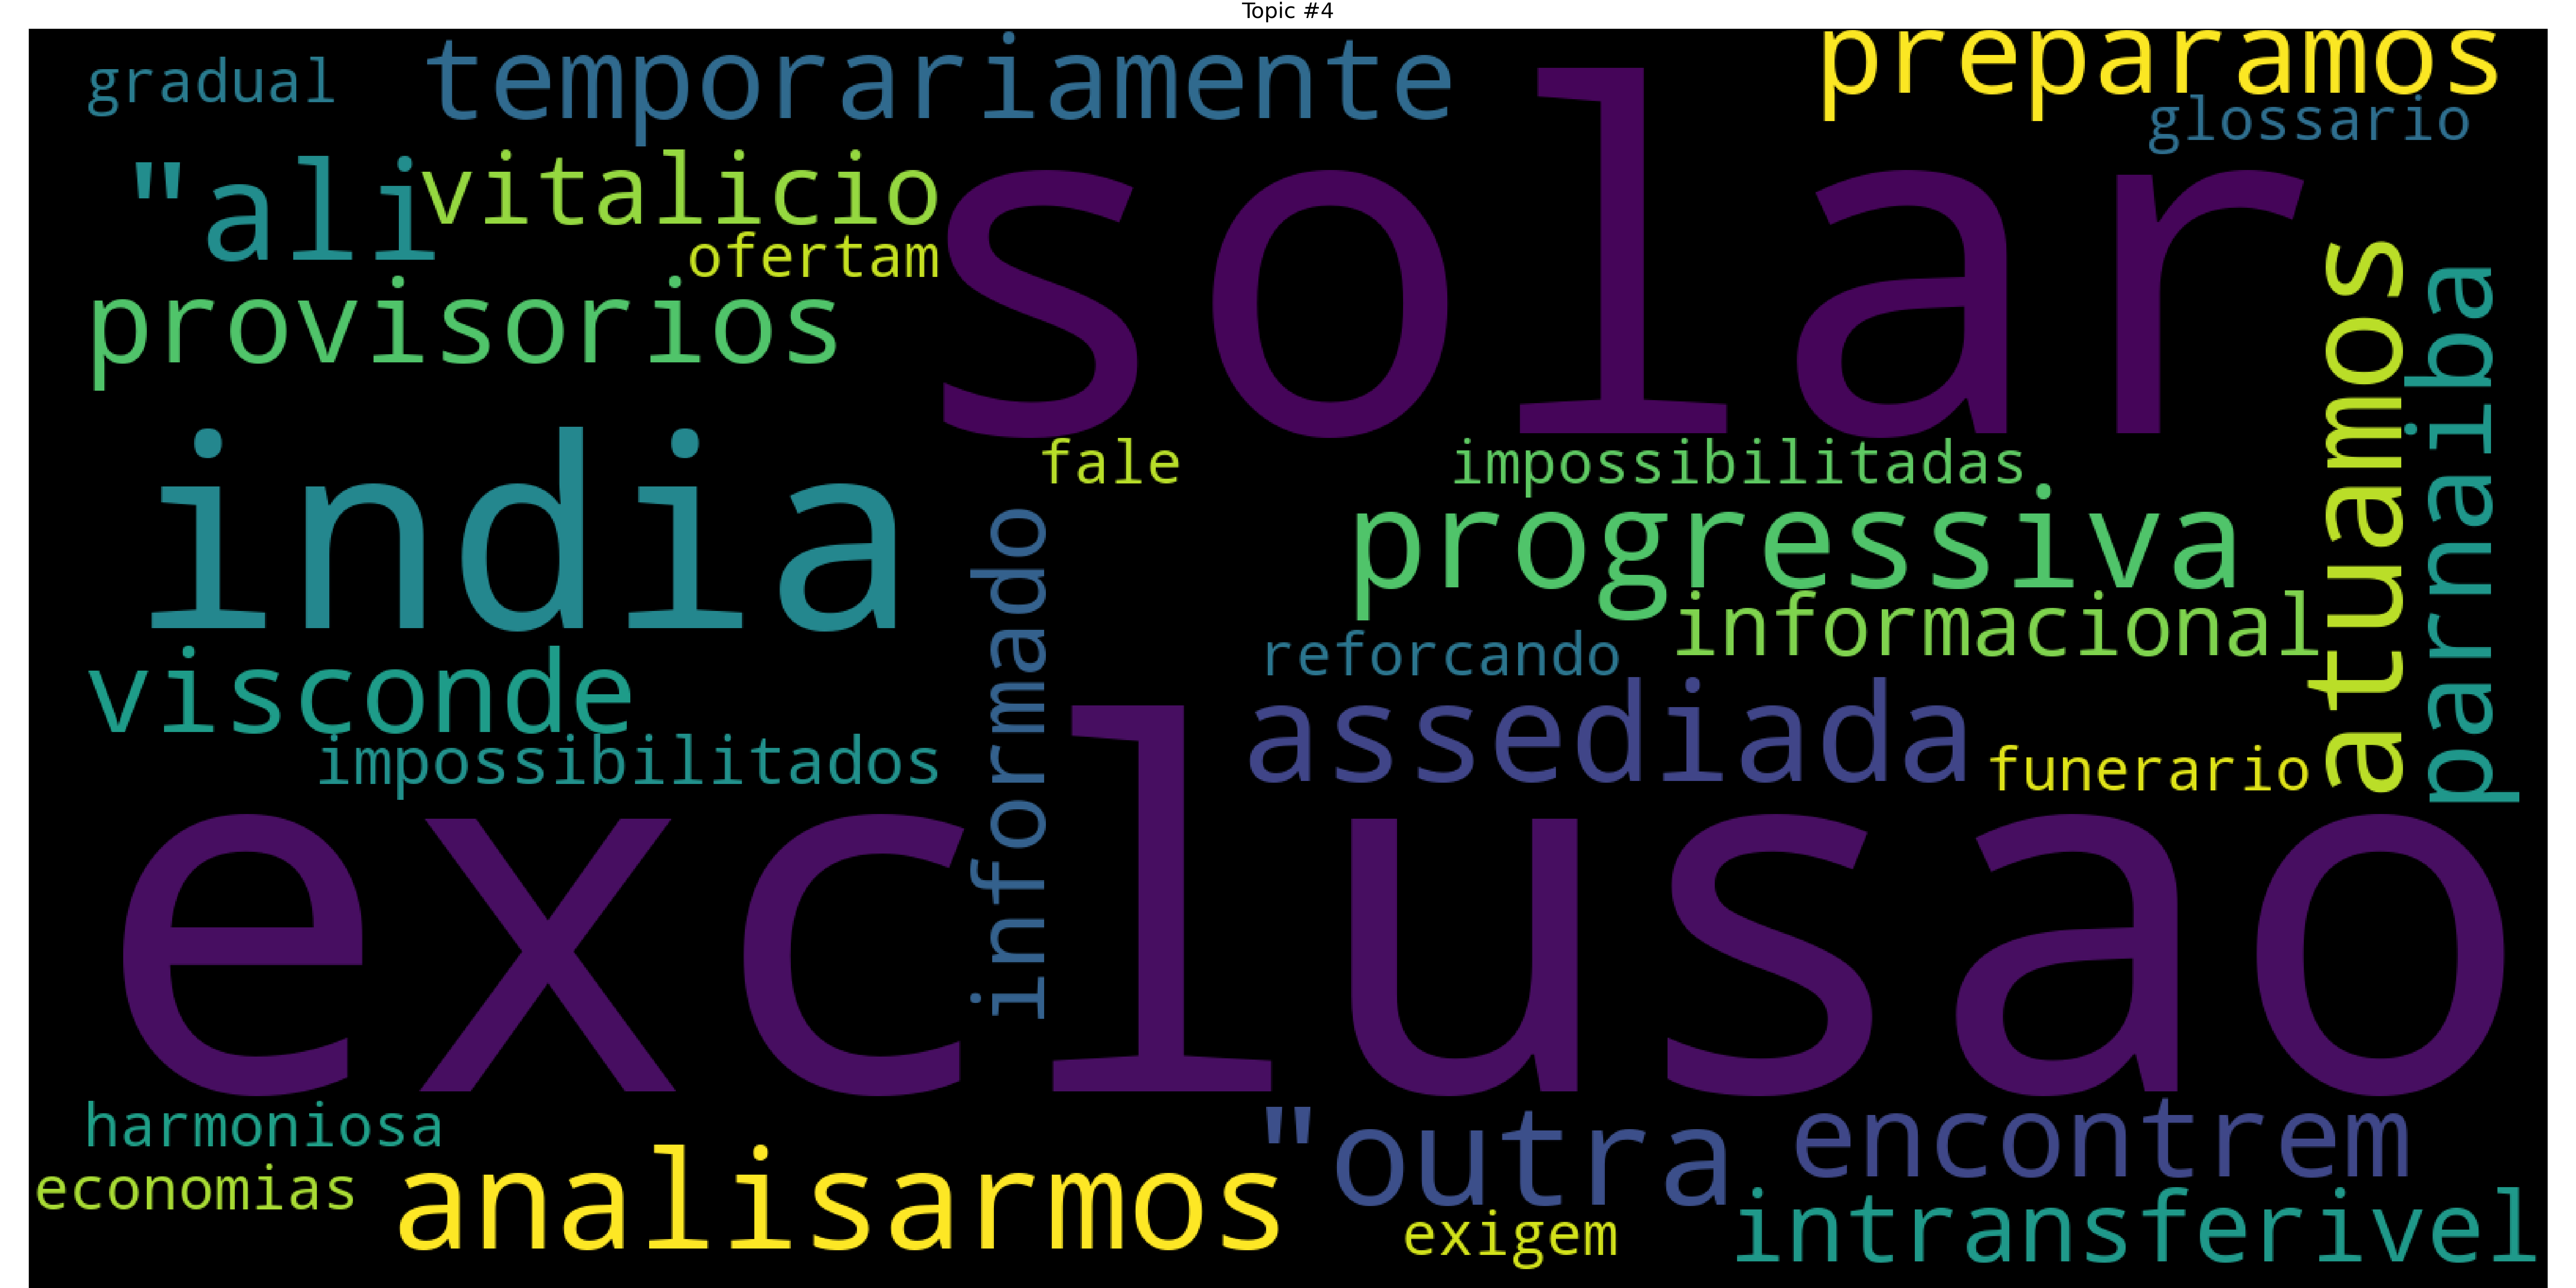 Topic #4
gradual
temporariamente
preparamos
glossario
"ali
vitalicio
ofertam
solar
provisorios
atuamos
parnaiba
india
fale
impossibilitadas
progressiva
informado
informacional
reforcando
visconde
assediada
impossibilitados
funerario
exclusao
harmoniosa
"outra
encontrem
economias
analisarmos
exigem
intransferivel